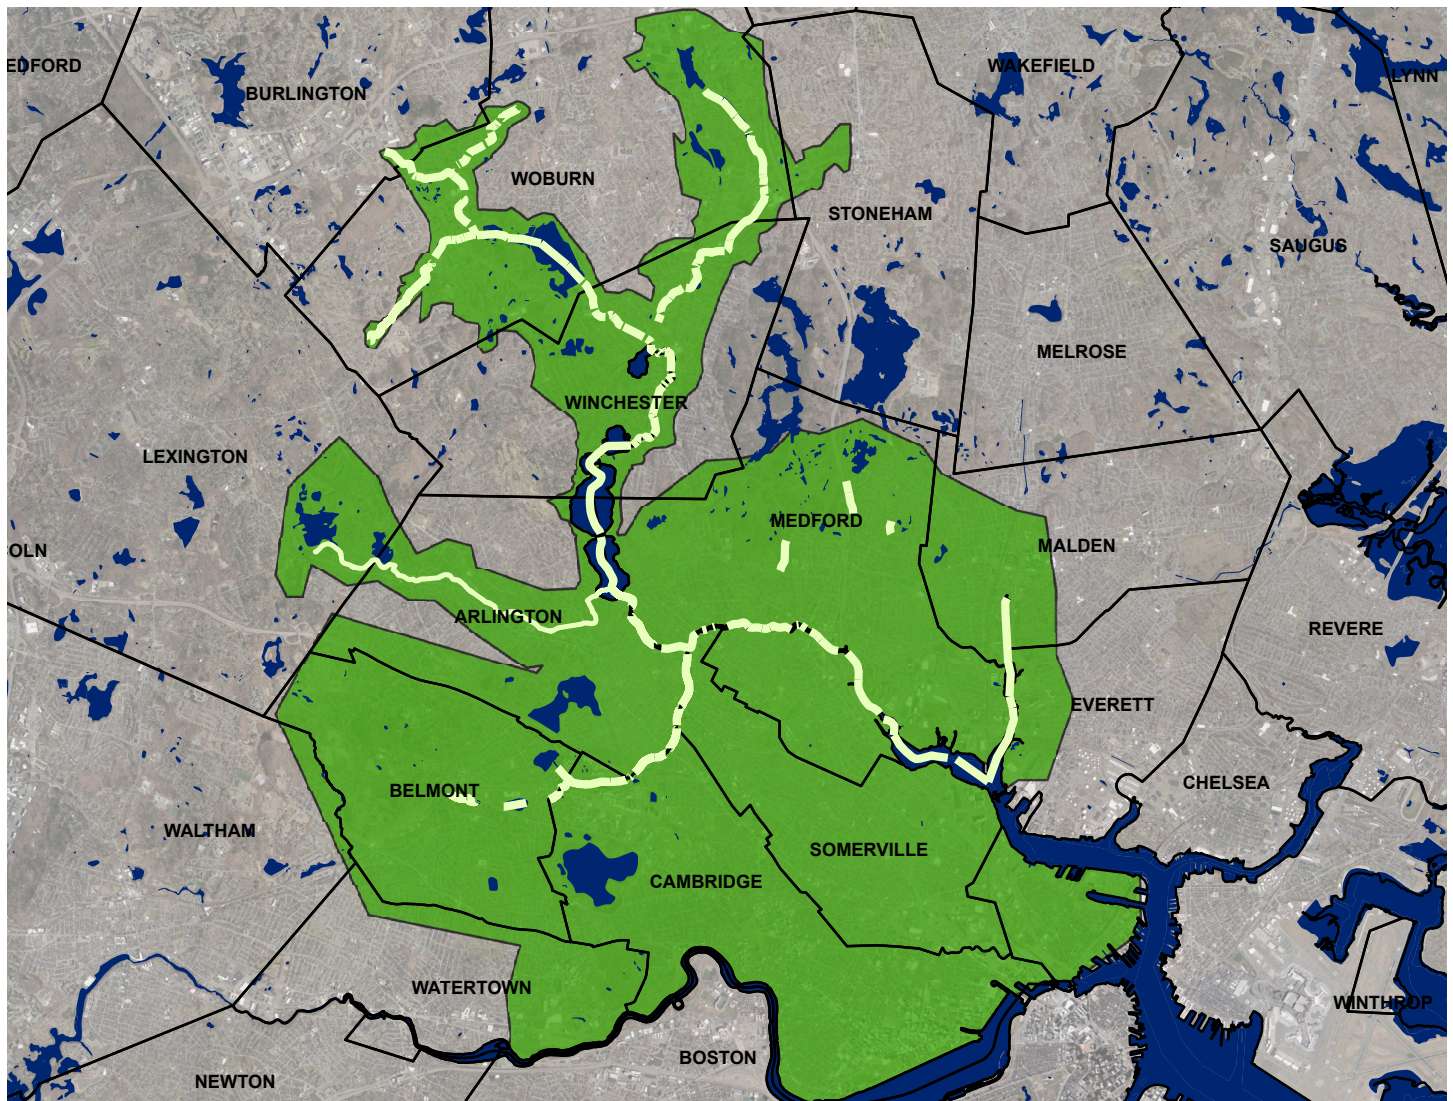 EDFORD
WAKEFIELD
LYNN
BURLINGTON
WOBURN
STONEHAM
SAUGUS
MELROSE
WINCHESTER
LEXINGTON
MEDFORD
MALDEN
OLN
ARLINGTON
REVERE
EVERETT
CHELSEA
BELMONT
WALTHAM
SOMERVILLE
CAMBRIDGE
WATERTOWN
WINTHROP
BOSTON
NEWTON